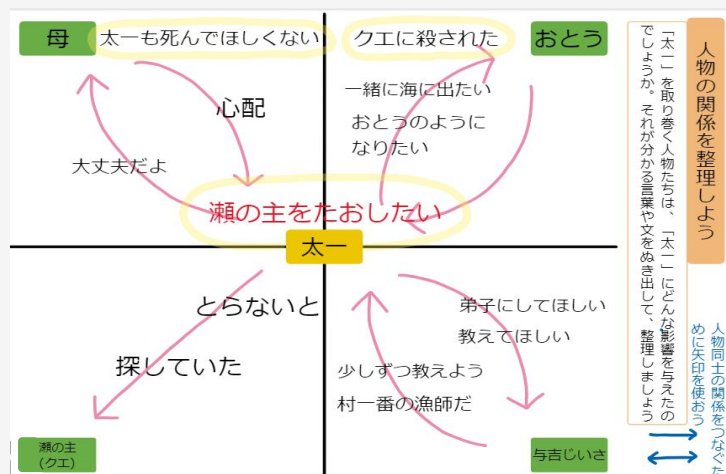 人物の関係を整理しよう
「太一」を取り巻く人物たちは、「太一」にどんな影響を与えたの
でしょうか。それが分かる言葉や文をぬき出して、整理しましょう
人物同士の関係をつなぐた
めに矢印を使おう
母
太一も死んでほしくない
心配
大丈夫だよ
クエに殺された
おとう
一緒に海に出たい
おとうのように
なりたい
瀬の主をたおしたい
太一
とらないと
探していた
瀬の主
(クエ)
弟子にしてほしい
教えてほしい
少しずつ教えよう
村一番の漁師だ
与吉じいさ